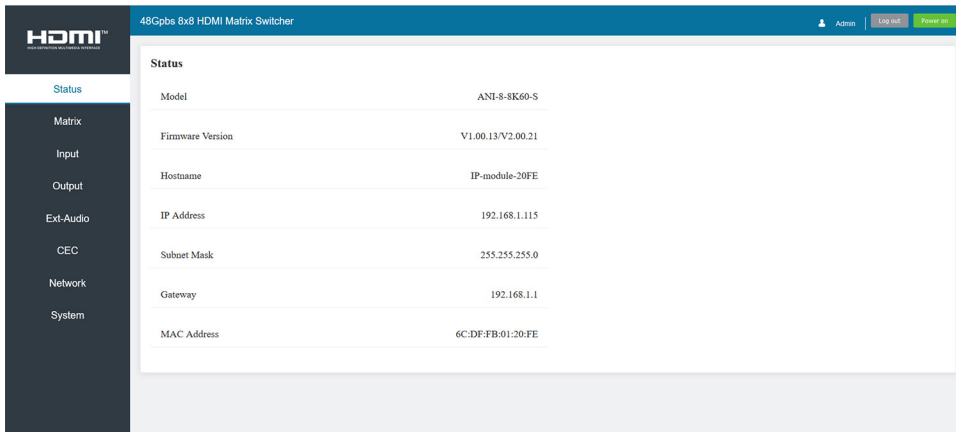 HDMI™
HIGH-DEFINITION MULTIMEDIA INTERFACE
48Gpbs 8x8 HDMI Matrix Switcher
Admin
Log out
Power on
Status
Matrix
Input
Output
Ext-Audio
CEC
Network
System
Status
Model ANI-8-8K60-S
Firmware Version V1.00.13/V2.00.21
Hostname IP-module-20FE
IP Address 192.168.1.115
Subnet Mask 255.255.255.0
Gateway 192.168.1.1
MAC Address 6C:DF:FB:01:20:FE